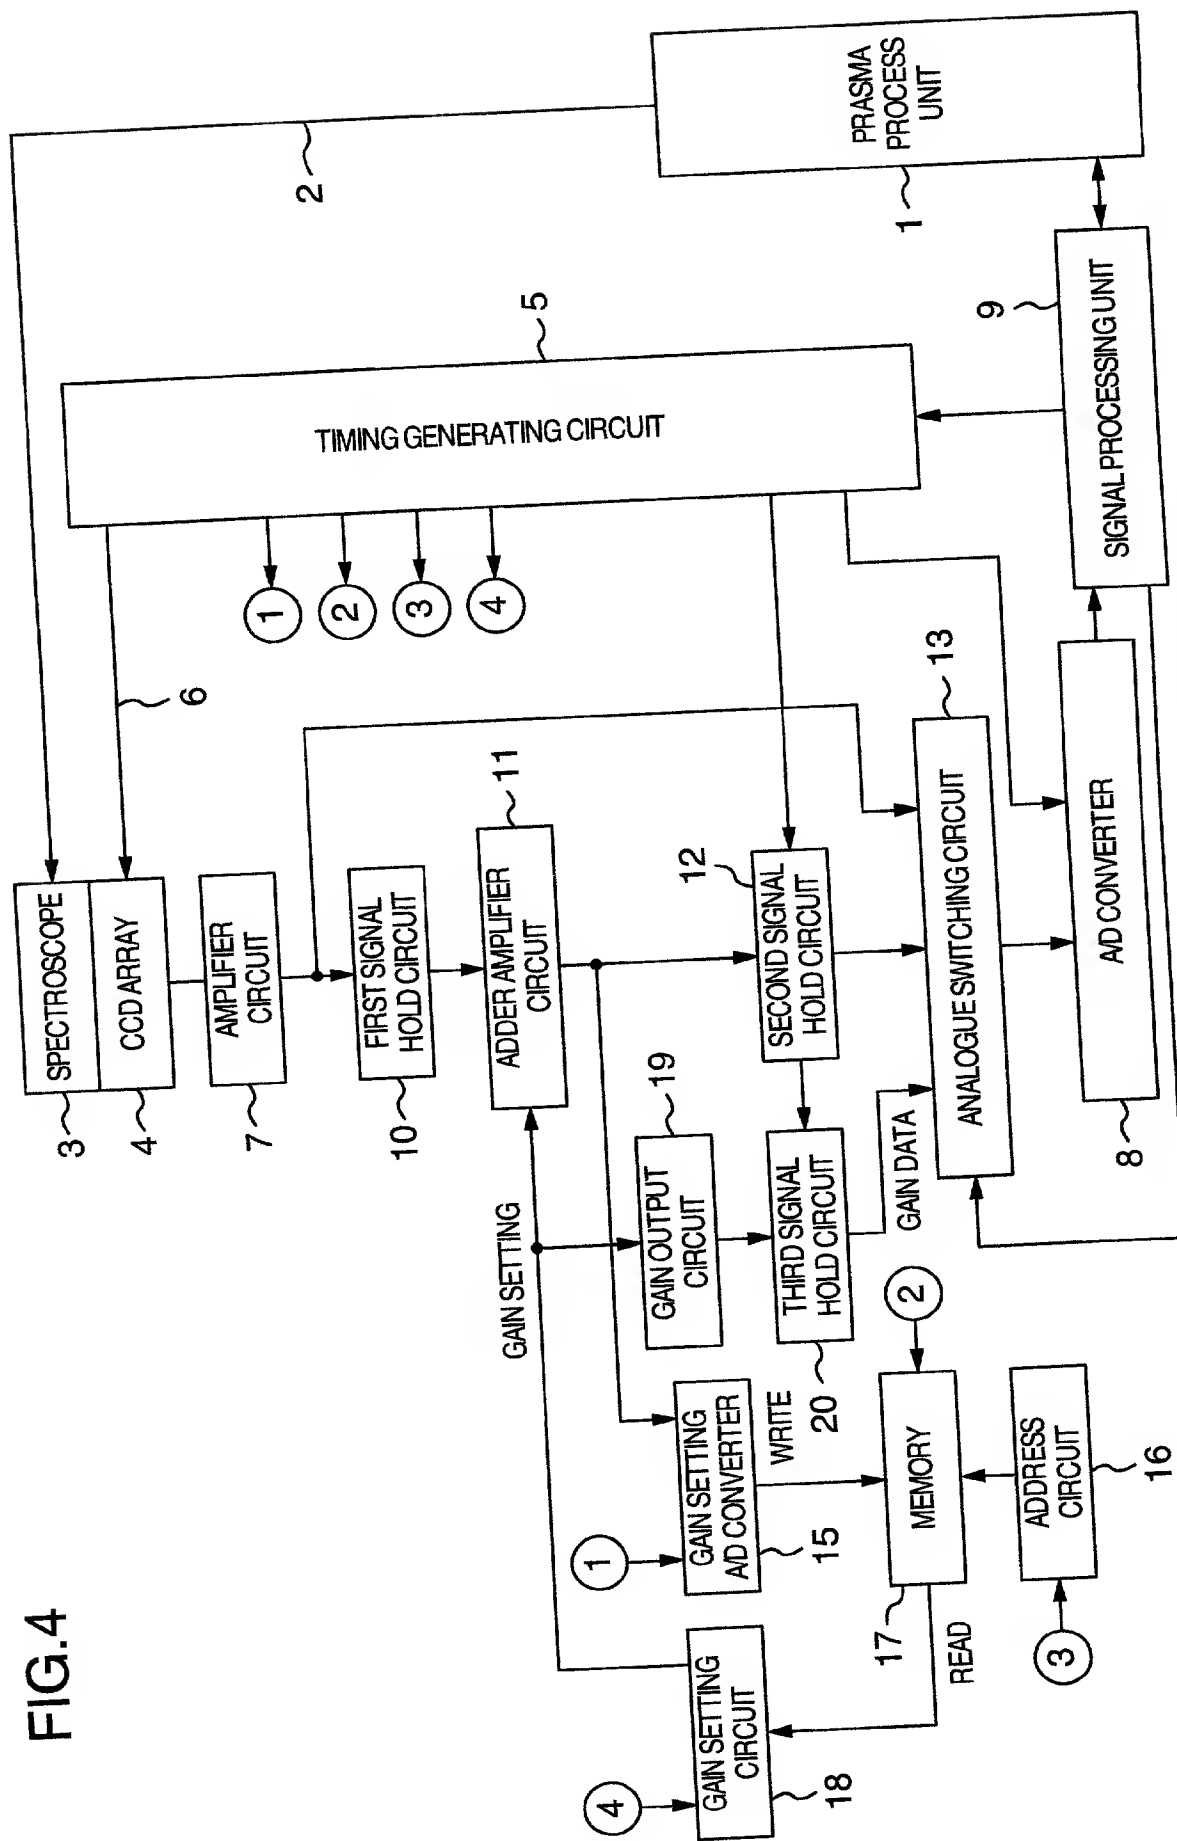 FIG.4
PRASMA
PROCESS
UNIT
1
2
TIMING GENERATING CIRCUIT
5
6
1
2
3
4
SIGNAL PROCESSING UNIT
9
SPECTROSCOPE
3
CCD ARRAY
4
AMPLIFIER
CIRCUIT
7
FIRST SIGNAL
HOLD CIRCUIT
10
ADDER AMPLIFIER
CIRCUIT
11
SECOND SIGNAL
HOLD CIRCUIT
12
ANALOGUE SWITCHING CIRCUIT
13
A/D CONVERTER
8
GAIN SETTING
GAIN OUTPUT
CIRCUIT
19
THIRD SIGNAL
HOLD CIRCUIT
20
GAIN DATA
1
GAIN SETTING
A/D CONVERTER
15
WRITE
MEMORY
17
2
ADDRESS
CIRCUIT
16
3
READ
GAIN SETTING
CIRCUIT
18
4